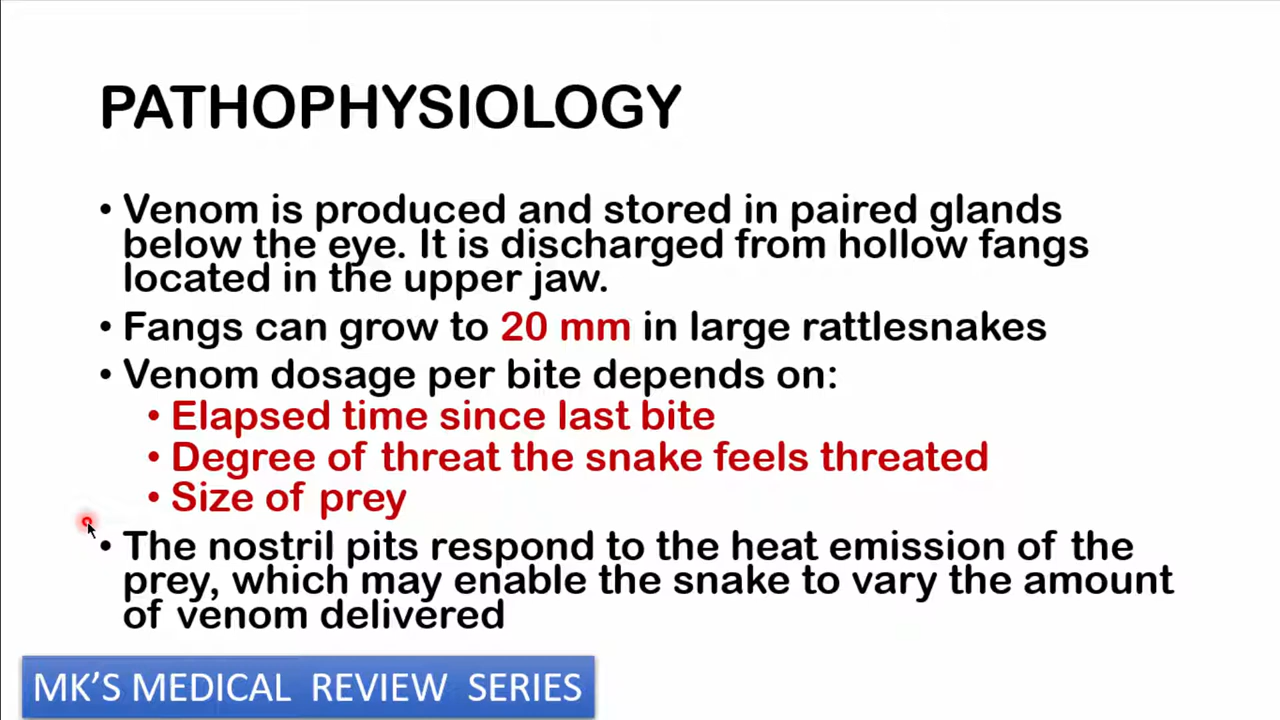 PATHOPHYSIOLOGY
• Venom is produced and stored in paired glands
below the eye. It is discharged from hollow fangs
located in the upper jaw.
• Fangs can grow to 20 mm in large rattlesnakes
• Venom dosage per bite depends on:
• Elapsed time since last bite
• Degree of threat the snake feels threated
• Size of prey
• The nostril pits respond to the heat emission of the
prey, which may enable the snake to vary the amount
of venom delivered
MK'S MEDICAL REVIEW SERIES